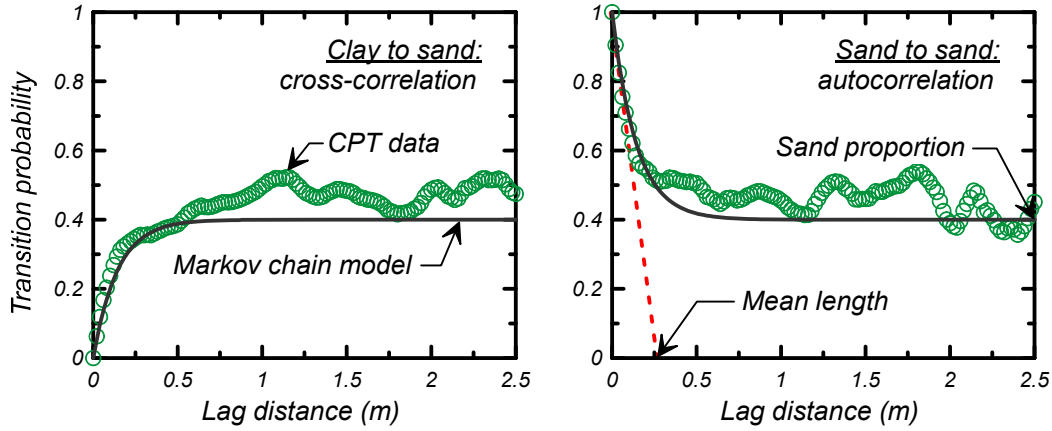 Clay to sand:
cross-correlation
CPT data
Markov chain model
Transition probability
1
0.8
0.6
0.4
0.2
0
0
0.5
1
1.5
2
2.5
Lag distance (m)
Sand to sand:
autocorrelation
Sand proportion
Mean length
1
0.8
0.6
0.4
0.2
0
0
0.5
1
1.5
2
2.5
Lag distance (m)